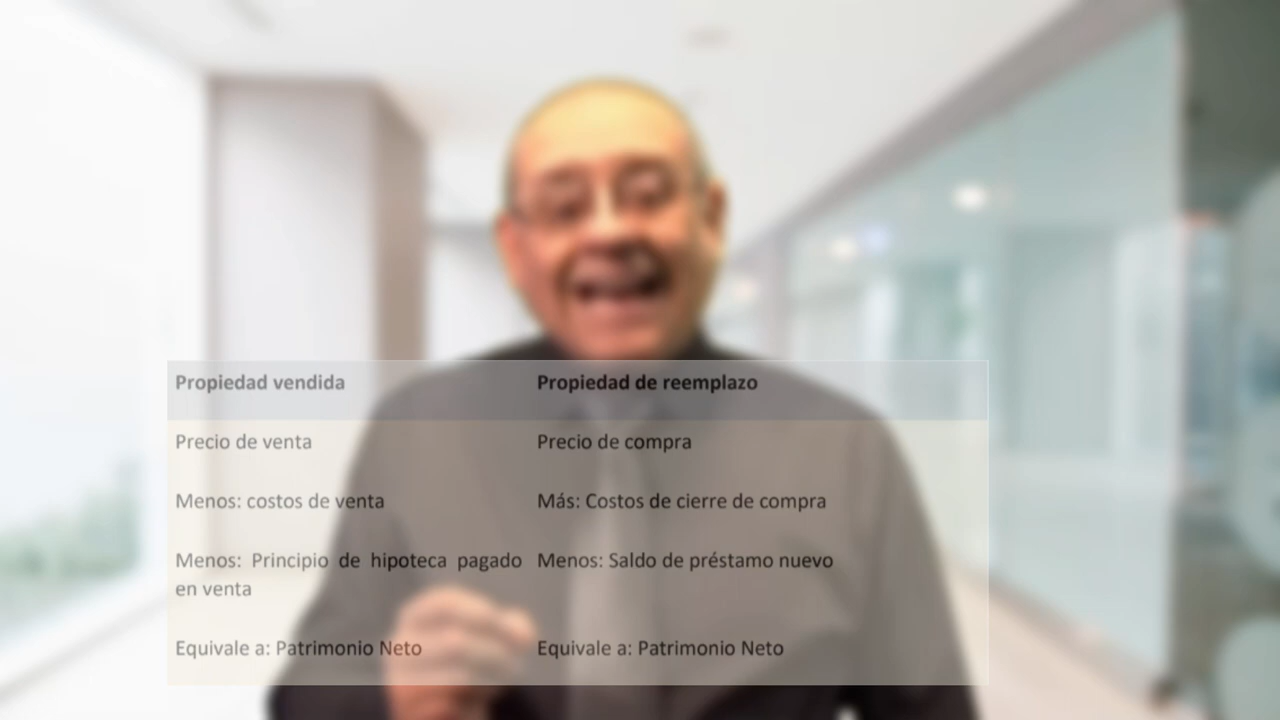 Propiedad vendida
Propiedad de reemplazo
Precio de venta
Precio de compra
Menos: costos de venta
Más: Costos de cierre de compra
Menos: Principio de hipoteca pagado
en venta
Menos: Saldo de préstamo nuevo
Equivale a: Patrimonio Neto
Equivale a: Patrimonio Neto